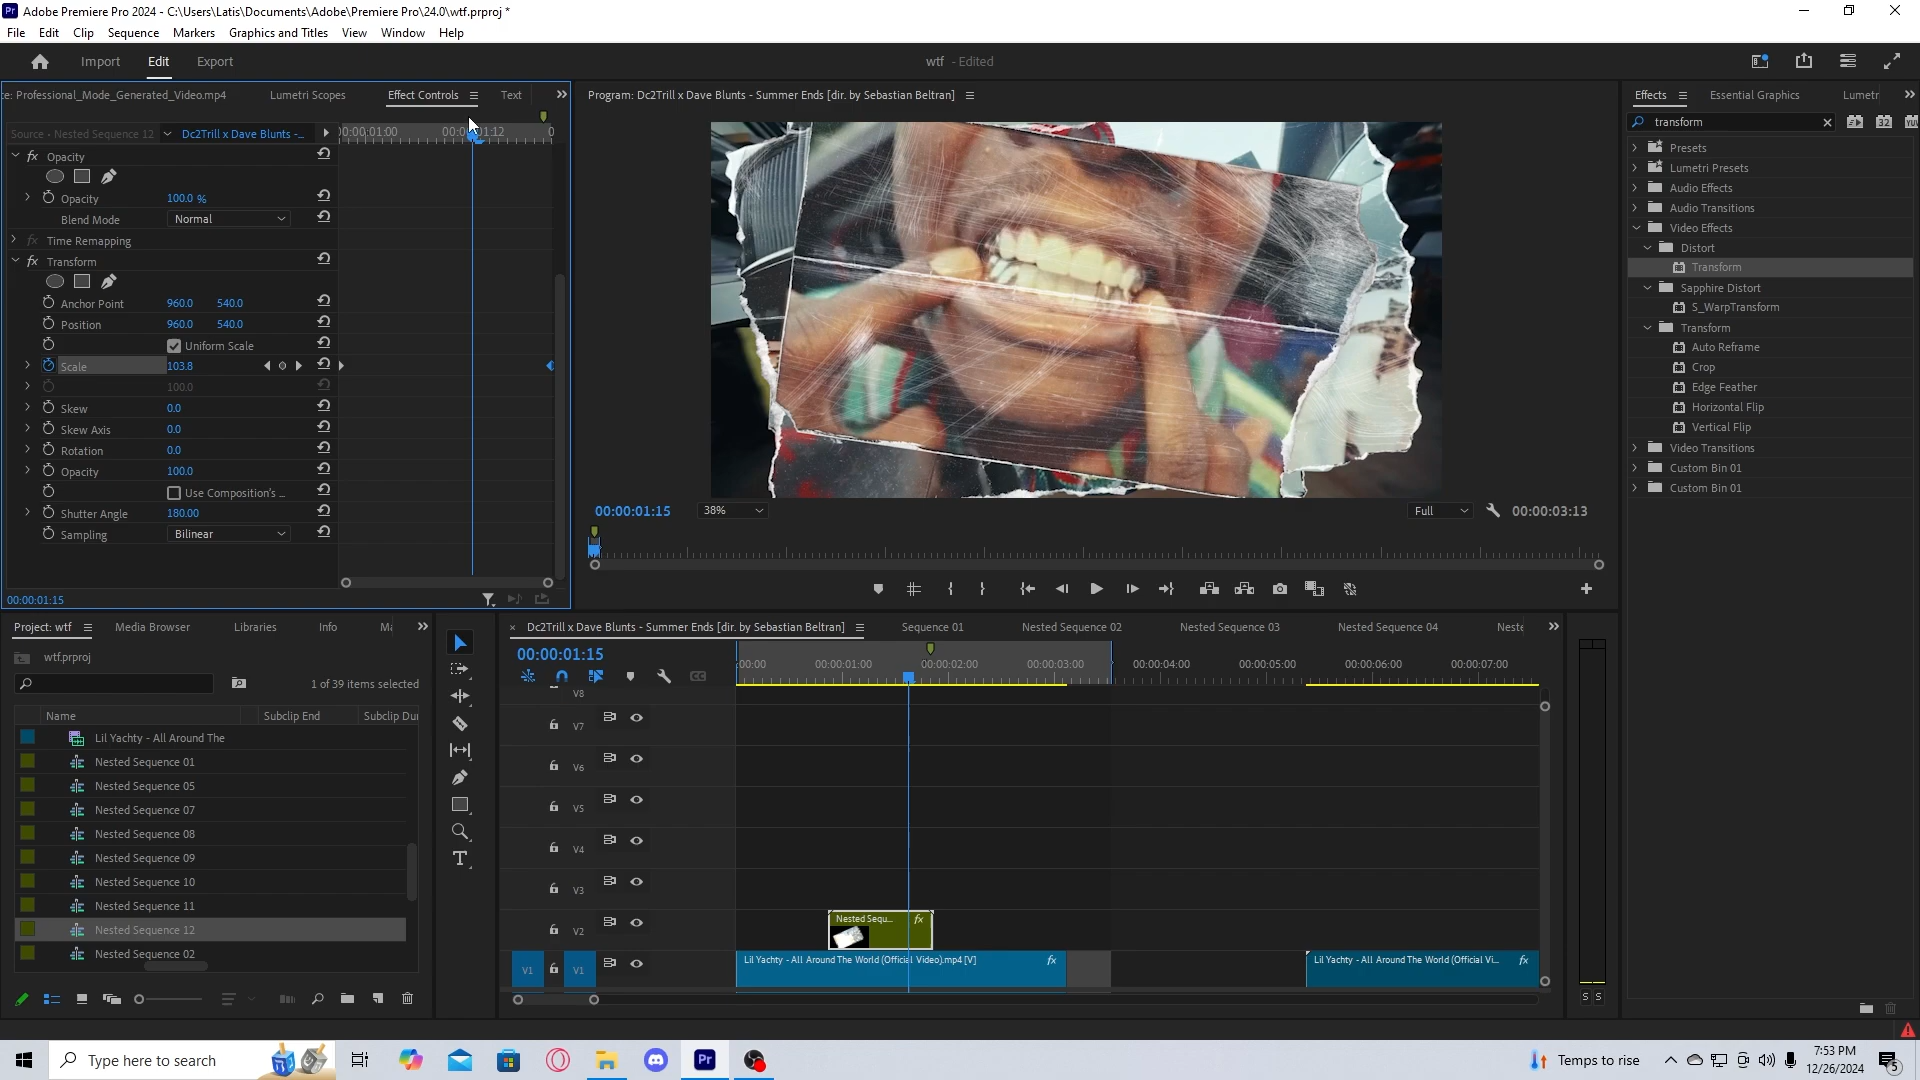 Pr Adobe Premiere Pro 2024 - C:\Users\Latis\Documents\Adobe\Premiere Pro\24.0\wtf.prproj *
File Edit Clip Sequence Markers Graphics and Titles View Window Help
Import Edit Export wtf - Edited
e: Professional_Mode_Generated_Video.mp4 Lumetri Scopes Effect Controls Text
Program: Dc2Trill x Dave Blunts - Summer Ends [dir. by Sebastian Beltran]
Effects Essential Graphics Lumetr
Source - Nested Sequence 12 Dc2Trill x Dave Blunts -...
transform
Opacity
Opacity 100.0 %
Blend Mode Normal
Time Remapping
Transform
Anchor Point 960.0 540.0
Position 960.0 540.0
Uniform Scale
Scale 103.8
100.0
Skew 0.0
Skew Axis 0.0
Rotation 0.0
Opacity 100.0
Use Composition's ...
Shutter Angle 180.00
Sampling Bilinear
00:00:01:15
00:00:01:15 38% Full 00:00:03:13
Presets
Lumetri Presets
Audio Effects
Audio Transitions
Video Effects
Distort
Transform
Sapphire Distort
S_WarpTransform
Transform
Auto Reframe
Crop
Edge Feather
Horizontal Flip
Vertical Flip
Video Transitions
Custom Bin 01
Custom Bin 01
Project: wtf Media Browser Libraries Info Ma
wtf.prproj
1 of 39 items selected
Name Subclip End Subclip Dur
Lil Yachty - All Around The
Nested Sequence 01
Nested Sequence 05
Nested Sequence 07
Nested Sequence 08
Nested Sequence 09
Nested Sequence 10
Nested Sequence 11
Nested Sequence 12
Nested Sequence 02
Dc2Trill x Dave Blunts - Summer Ends [dir. by Sebastian Beltran] Sequence 01 Nested Sequence 02 Nested Sequence 03 Nested Sequence 04 Neste
00:00:01:15
:00:00 00:00:01:00 00:00:02:00 00:00:03:00 00:00:04:00 00:00:05:00 00:00:06:00 00:00:07:00
V8
V7
V6
V5
V4
V3
V2
Nested Sequ... fx
V1 V1
Lil Yachty - All Around The World (Official Video).mp4 [V] fx
Lil Yachty - All Around The World (Official Vi... fx
S S
Type here to search
Pr
Temps to rise
7:53 PM
12/26/2024
5